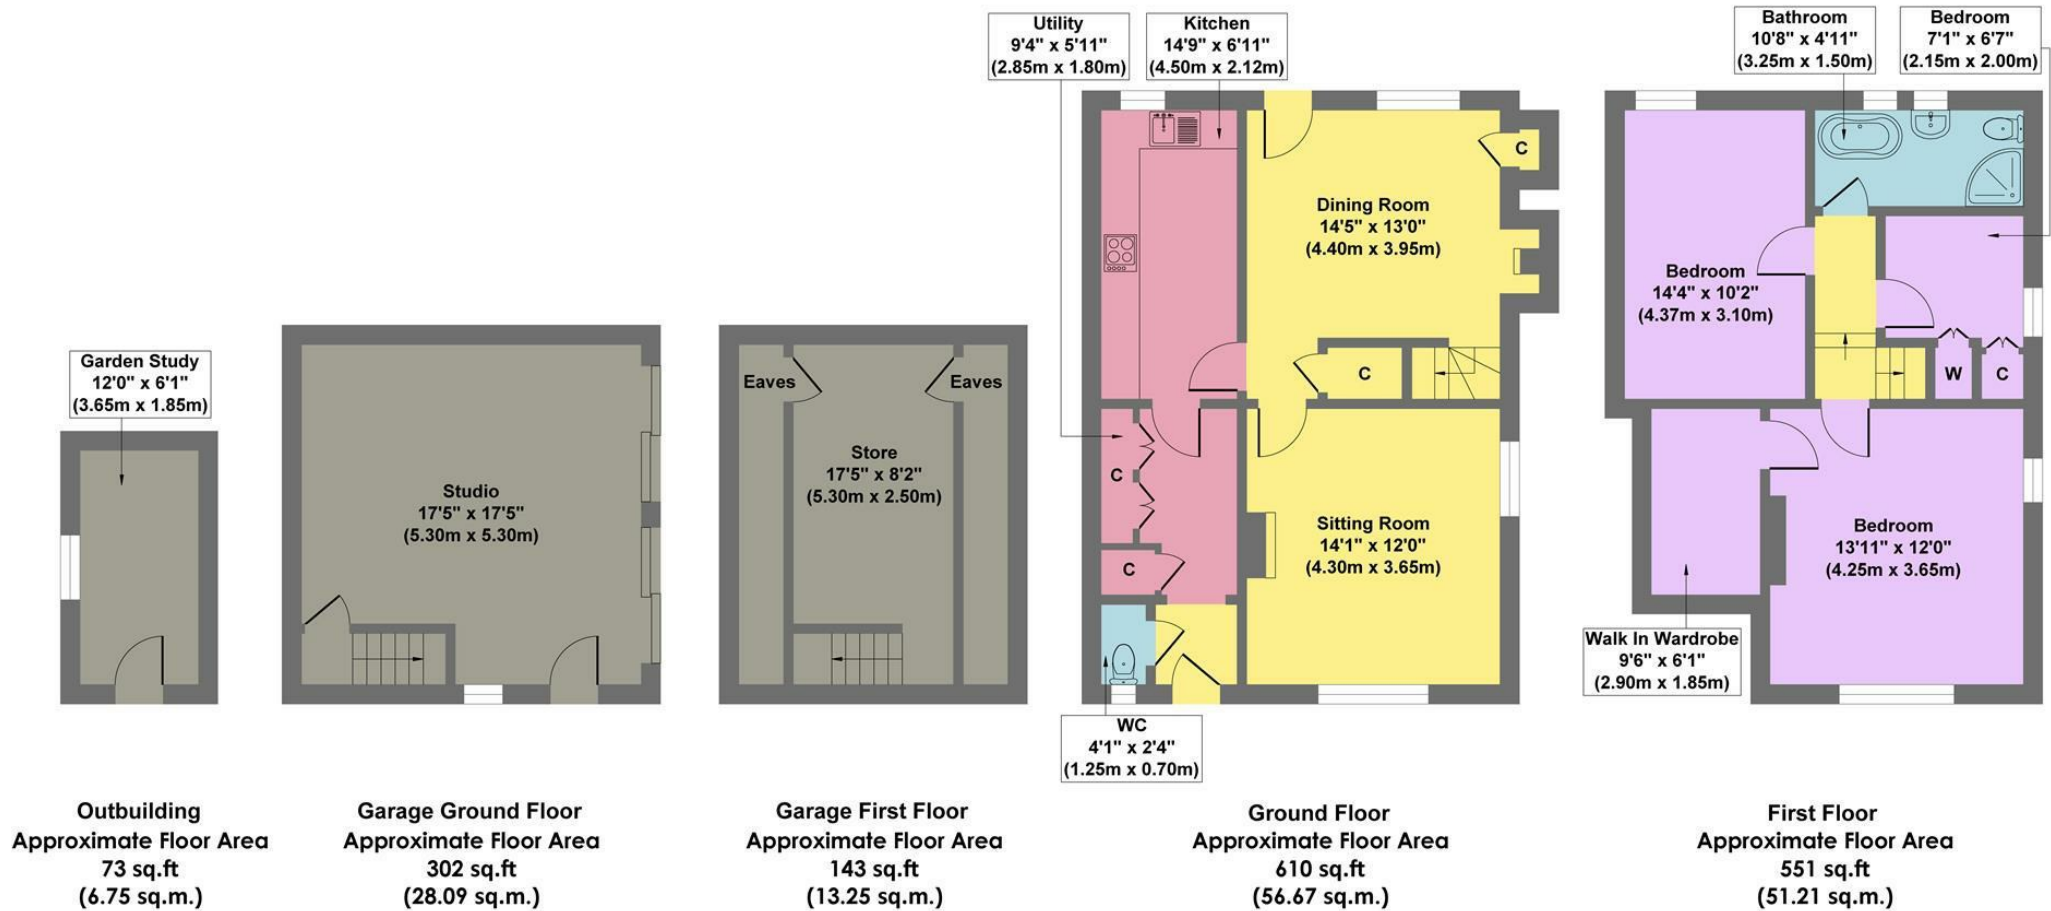 Utility
9'4" x 5'11"
(2.85m x 1.80m)
Kitchen
14'9" x 6'11"
(4.50m x 2.12m)
Bathroom
10'8" x 4'11"
(3.25m x 1.50m)
Bedroom
7'1" x 6'7"
(2.15m x 2.00m)
Garden Study
12'0" x 6'1"
(3.65m x 1.85m)
Studio
17'5" x 17'5"
(5.30m x 5.30m)
Eaves
Eaves
Store
17'5" x 8'2"
(5.30m x 2.50m)
C
Dining Room
14'5" x 13'0"
(4.40m x 3.95m)
C
C
C
Sitting Room
14'1" x 12'0"
(4.30m x 3.65m)
WC
4'1" x 2'4"
(1.25m x 0.70m)
Bedroom
14'4" x 10'2"
(4.37m x 3.10m)
W
C
Bedroom
13'11" x 12'0"
(4.25m x 3.65m)
Walk In Wardrobe
9'6" x 6'1"
(2.90m x 1.85m)
Outbuilding
Approximate Floor Area
73 sq.ft
(6.75 sq.m.)
Garage Ground Floor
Approximate Floor Area
302 sq.ft
(28.09 sq.m.)
Garage First Floor
Approximate Floor Area
143 sq.ft
(13.25 sq.m.)
Ground Floor
Approximate Floor Area
610 sq.ft
(56.67 sq.m.)
First Floor
Approximate Floor Area
551 sq.ft
(51.21 sq.m.)